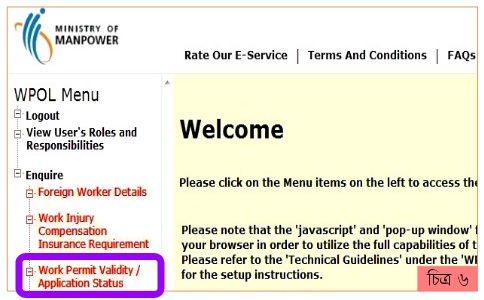 MINISTRY OF
MANPOWER
Rate Our E-Service | Terms And Conditions | FAQs
WPOL Menu
Logout
View User's Roles and
Responsibilities
Enquire
Foreign Worker Details
Work Injury
Compensation
Insurance Requirement
Work Permit Validity /
Application Status
Welcome
Please click on the Menu items on the left to access the
Please note that the 'javascript' and 'pop-up window'
your browser in order to utilize the full capabilities of t
Please refer to the 'Technical Guidelines' under the 'W
for the setup instructions.
চিত্র ৬